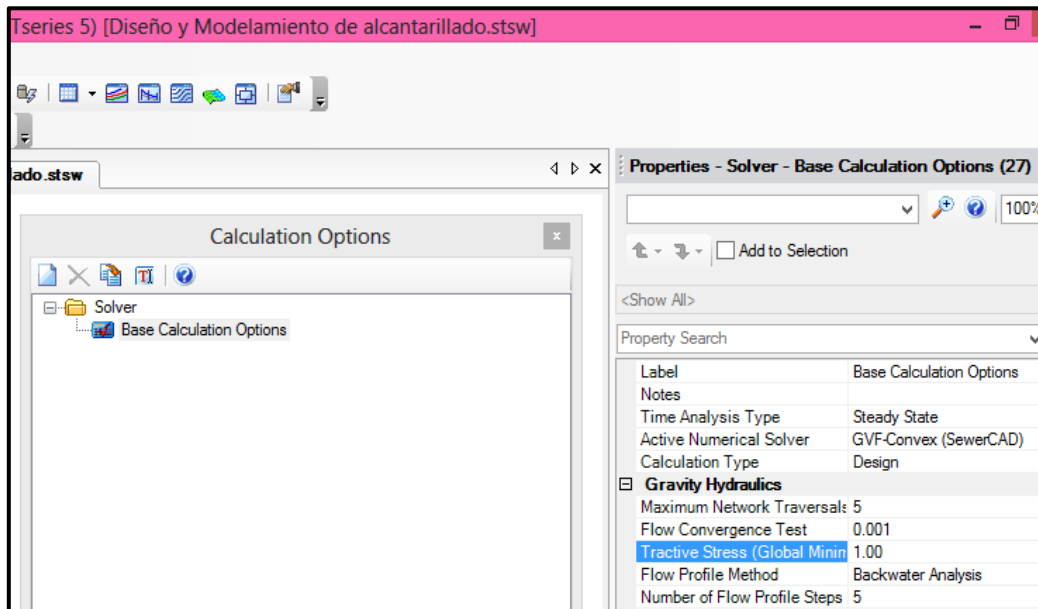 Tseries 5) [Diseño y Modelamiento de alcantarillado.stsw]
lado.stsw
Calculation Options
Solver
Base Calculation Options
Properties - Solver - Base Calculation Options (27)
100%
Add to Selection
<Show All>
Property Search
Label Base Calculation Options
Notes
Time Analysis Type Steady State
Active Numerical Solver GVF-Convex (SewerCAD)
Calculation Type Design
Gravity Hydraulics
Maximum Network Traversals 5
Flow Convergence Test 0.001
Tractive Stress (Global Minim 1.00
Flow Profile Method Backwater Analysis
Number of Flow Profile Steps 5